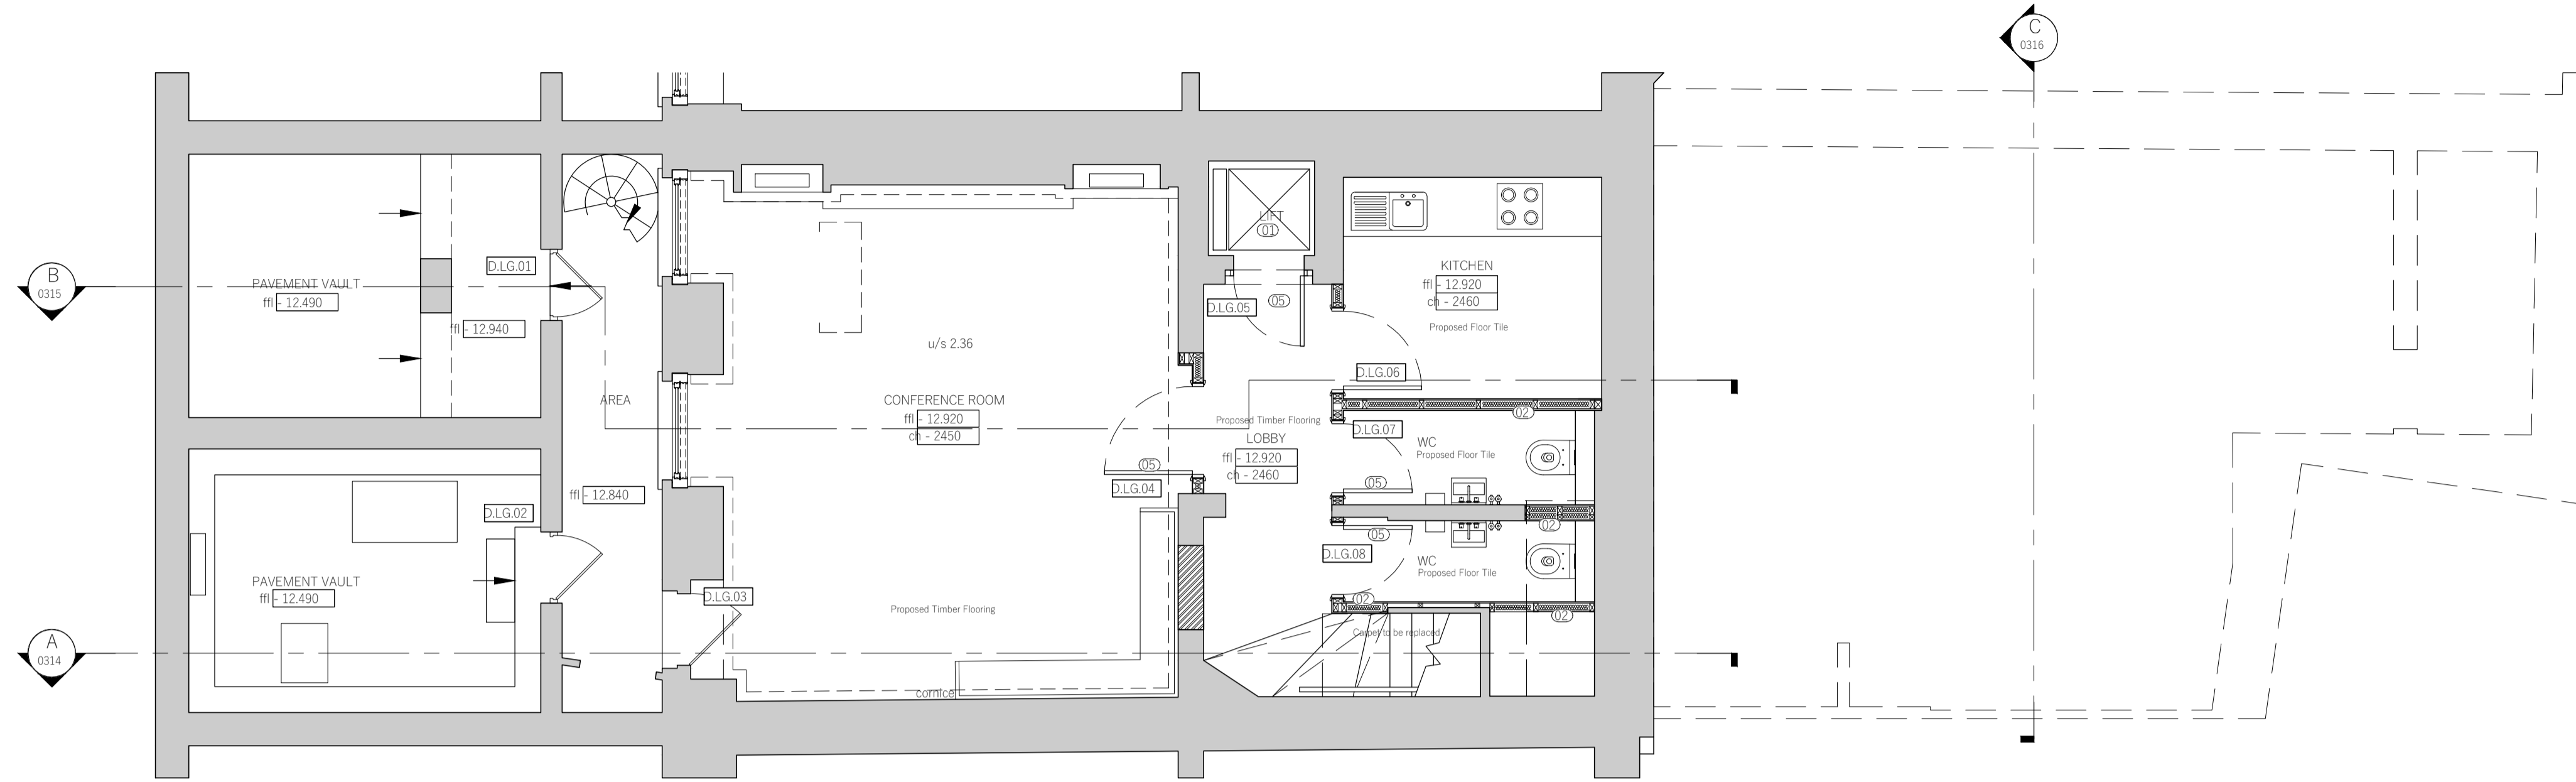 C
0316
B
0315
PAVEMENT VAULT
ffl - 12.490
D.LG.01
ffl - 12.940
AREA
u/s 2.36
CONFERENCE ROOM
ffl - 12.920
ch - 2450
LIFT
01
D.LG.05
05
KITCHEN
ffl - 12.920
ch - 2460
Proposed Floor Tile
D.LG.06
02
Proposed Timber Flooring
LOBBY
ffl - 12.920
ch - 2460
05
D.LG.04
D.LG.07
WC
Proposed Floor Tile
05
02
05
D.LG.08
WC
Proposed Floor Tile
02
02
ffl - 12.840
D.LG.02
PAVEMENT VAULT
ffl - 12.490
D.LG.03
Proposed Timber Flooring
Carpet to be replaced
cornice
A
0314